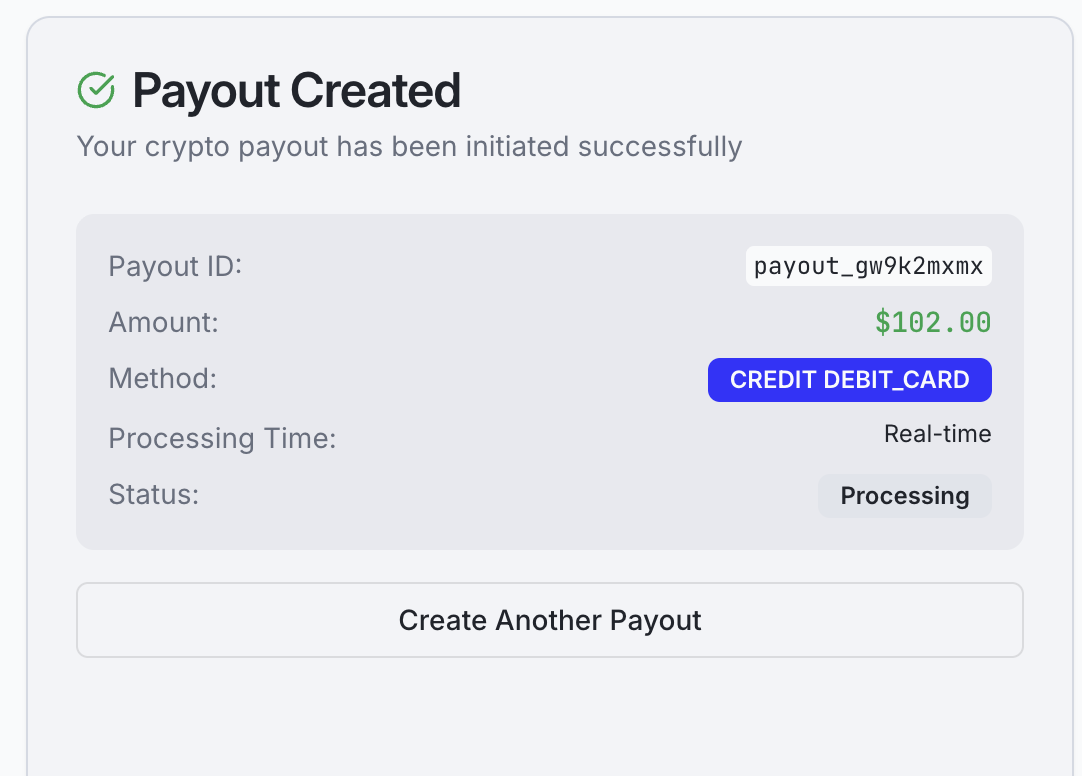 Payout Created
Your crypto payout has been initiated successfully
Payout ID: payout_gw9k2mxmx
Amount: $102.00
Method: CREDIT DEBIT_CARD
Processing Time: Real-time
Status: Processing
Create Another Payout